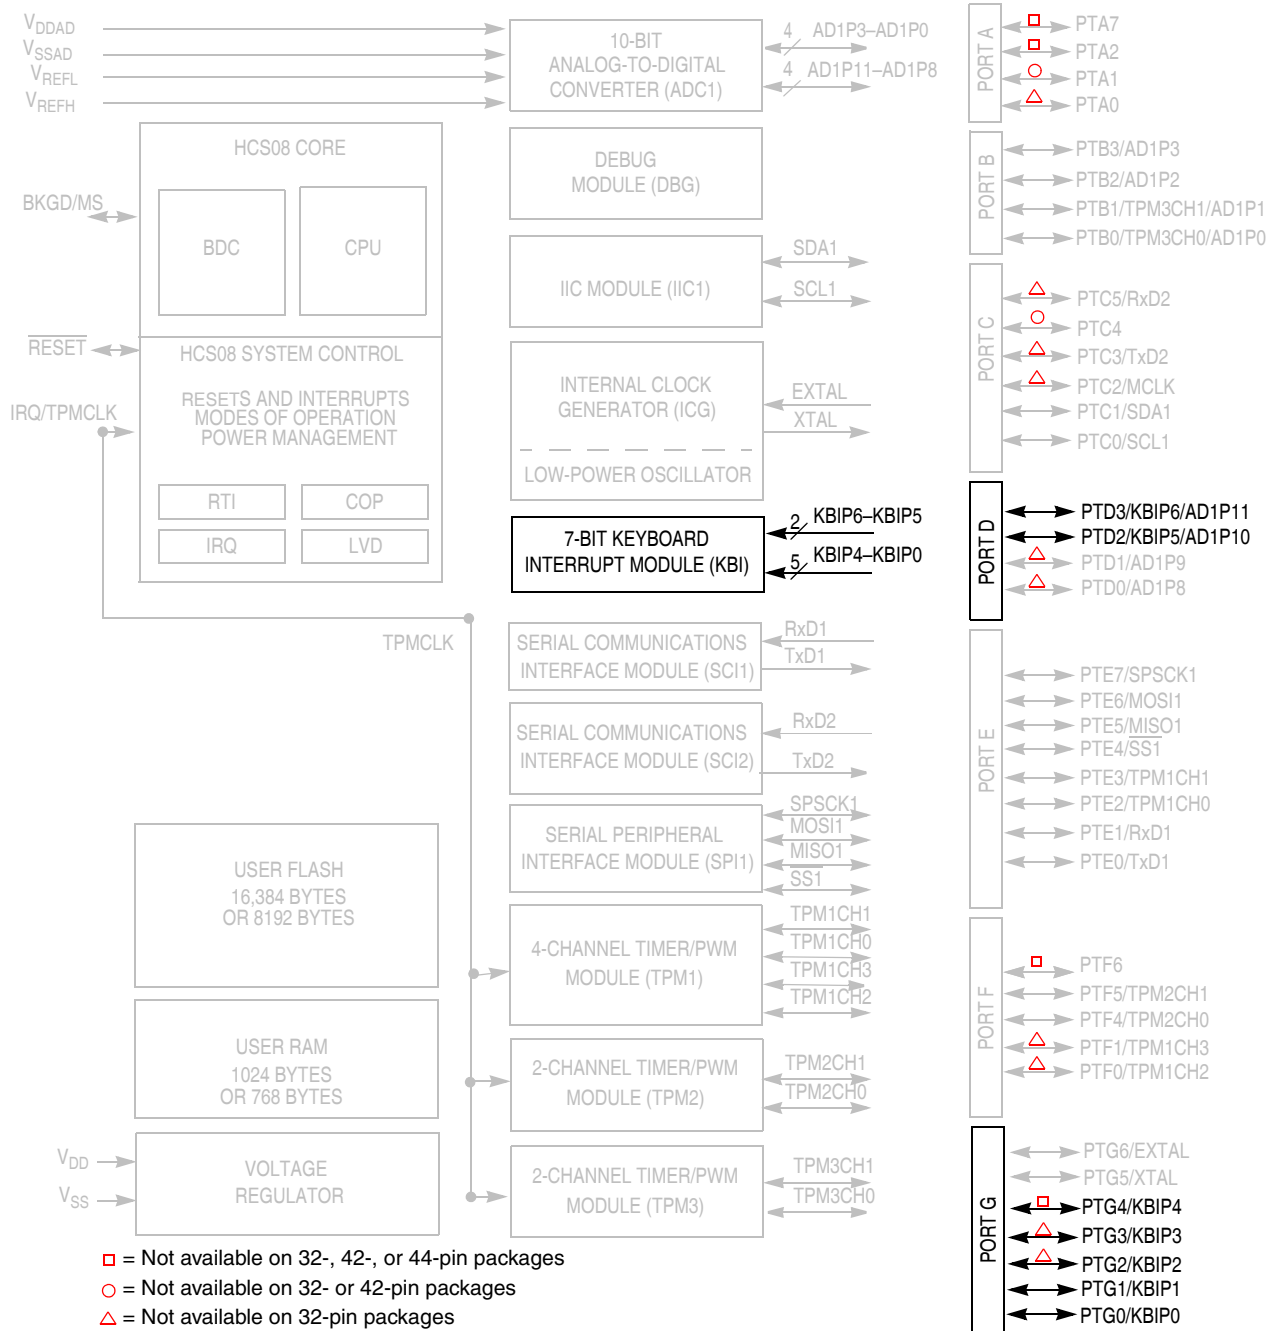 VDDAD
VSSAD
VREFL
VREFH
10-BIT
ANALOG-TO-DIGITAL
CONVERTER (ADC1)
4 AD1P3–AD1P0
4 AD1P11–AD1P8
HCS08 CORE
BDC
CPU
BKGD/MS
RESET
HCS08 SYSTEM CONTROL
RESETS AND INTERRUPTS
MODES OF OPERATION
POWER MANAGEMENT
IRQ/TPMCLK
RTI
COP
IRQ
LVD
TPMCLK
DEBUG
MODULE (DBG)
IIC MODULE (IIC1)
SDA1
SCL1
INTERNAL CLOCK
GENERATOR (ICG)
EXTAL
XTAL
LOW-POWER OSCILLATOR
7-BIT KEYBOARD
INTERRUPT MODULE (KBI)
2 KBIP6–KBIP5
5 KBIP4–KBIP0
SERIAL COMMUNICATIONS
INTERFACE MODULE (SCI1)
RxD1
TxD1
SERIAL COMMUNICATIONS
INTERFACE MODULE (SCI2)
RxD2
TxD2
SERIAL PERIPHERAL
INTERFACE MODULE (SPI1)
SPSCK1
MOSI1
MISO1
SS1
4-CHANNEL TIMER/PWM
MODULE (TPM1)
TPM1CH1
TPM1CH0
TPM1CH3
TPM1CH2
2-CHANNEL TIMER/PWM
MODULE (TPM2)
TPM2CH1
TPM2CH0
2-CHANNEL TIMER/PWM
MODULE (TPM3)
TPM3CH1
TPM3CH0
USER FLASH
16,384 BYTES
OR 8192 BYTES
USER RAM
1024 BYTES
OR 768 BYTES
VOLTAGE
REGULATOR
VDD
VSS
PORT A
PTA7
PTA2
PTA1
PTA0
PORT B
PTB3/AD1P3
PTB2/AD1P2
PTB1/TPM3CH1/AD1P1
PTB0/TPM3CH0/AD1P0
PORT C
PTC5/RxD2
PTC4
PTC3/TxD2
PTC2/MCLK
PTC1/SDA1
PTC0/SCL1
PORT D
PTD3/KBIP6/AD1P11
PTD2/KBIP5/AD1P10
PTD1/AD1P9
PTD0/AD1P8
PORT E
PTE7/SPSCK1
PTE6/MOSI1
PTE5/MISO1
PTE4/SS1
PTE3/TPM1CH1
PTE2/TPM1CH0
PTE1/RxD1
PTE0/TxD1
PORT F
PTF6
PTF5/TPM2CH1
PTF4/TPM2CH0
PTF1/TPM1CH3
PTF0/TPM1CH2
PORT G
PTG6/EXTAL
PTG5/XTAL
PTG4/KBIP4
PTG3/KBIP3
PTG2/KBIP2
PTG1/KBIP1
PTG0/KBIP0
= Not available on 32-, 42-, or 44-pin packages
= Not available on 32- or 42-pin packages
= Not available on 32-pin packages